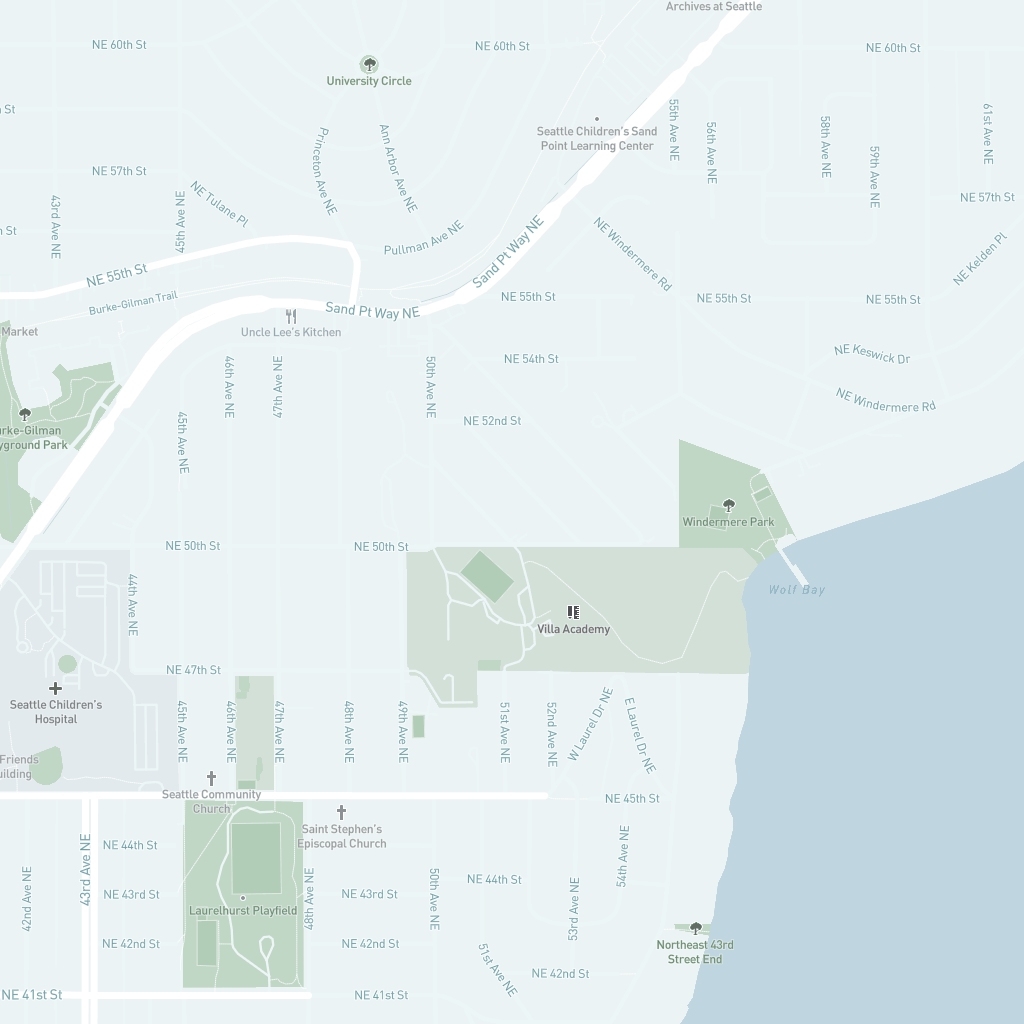 Archives at Seattle
NE 60th St
NE 60th St
NE 60th St
University Circle
55th Ave NE
61st Ave NE
56th Ave NE
58th Ave NE
Seattle Children's Sand
Point Learning Center
Princeton Ave NE
Ann Arbor Ave NE
59th Ave NE
NE 57th St
43rd Ave NE
45th Ave NE
NE Tulane Pl
NE 57th St
Pullman Ave NE
Sand Pt Way NE
NE Windermere Rd
NE Kelden Pl
NE 55th St
Burke-Gilman Trail
Sand Pt Way NE
NE 55th St
NE 55th St
NE 55th St
Market
Uncle Lee's Kitchen
NE 54th St
NE Keswick Dr
46th Ave NE
47th Ave NE
50th Ave NE
NE Windermere Rd
45th Ave NE
NE 52nd St
urke-Gilman
yground Park
Windermere Park
NE 50th St
NE 50th St
44th Ave NE
Wolf Bay
Villa Academy
NE 47th St
Seattle Children's
Hospital
45th Ave NE
46th Ave NE
47th Ave NE
48th Ave NE
49th Ave NE
51st Ave NE
52nd Ave NE
W Laurel Dr NE
E Laurel Dr NE
Friends
uilding
Seattle Community
Church
NE 45th St
Saint Stephen's
Episcopal Church
NE 44th St
43rd Ave NE
42nd Ave NE
54th Ave NE
NE 44th St
NE 43rd St
48th Ave NE
NE 43rd St
50th Ave NE
53rd Ave NE
Laurelhurst Playfield
NE 42nd St
NE 42nd St
51st Ave NE
NE 42nd St
Northeast 43rd
Street End
NE 41st St
NE 41st St